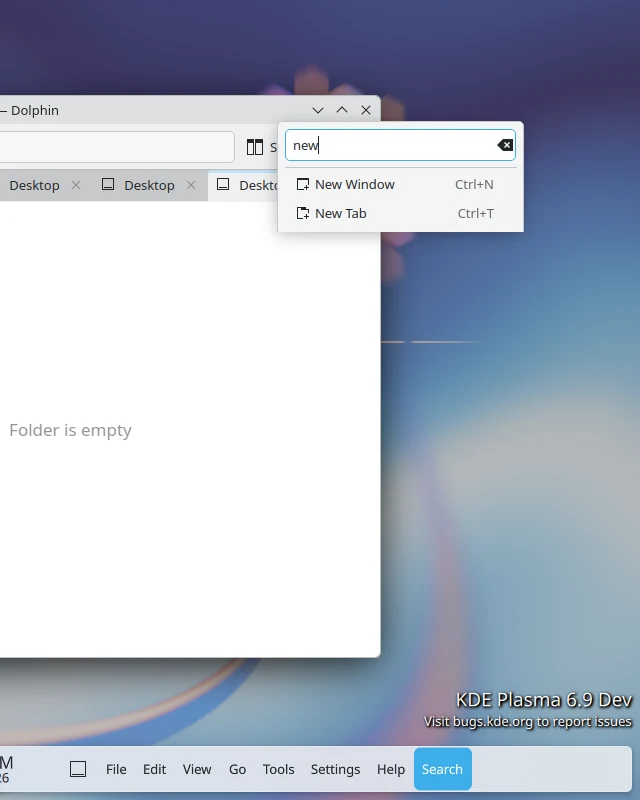 — Dolphin
S
new
Desktop
Desktop
Deskto
New Window Ctrl+N
New Tab Ctrl+T
Folder is empty
KDE Plasma 6.9 Dev
Visit bugs.kde.org to report issues
M
26
File Edit View Go Tools Settings Help Search